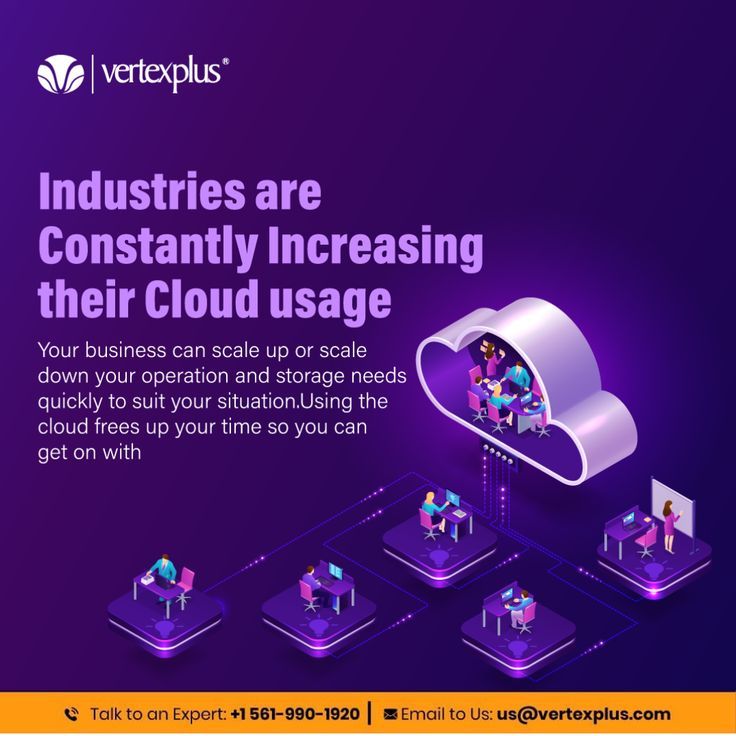 vertexplus®
Industries are
Constantly Increasing
their Cloud usage
Your business can scale up or scale
down your operation and storage needs
quickly to suit your situation.Using the
cloud frees up your time so you can
get on with
Talk to an Expert: +1 561-990-1920 | Email to Us: us@vertexplus.com